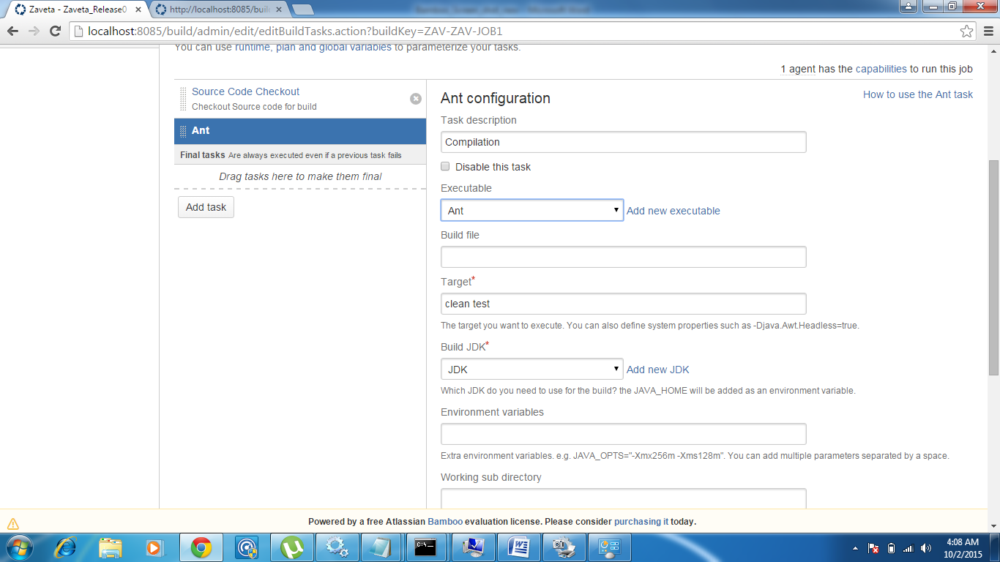 Zaveta - Zaveta_Release0
http://localhost:8085/build
localhost:8085/build/admin/edit/editBuildTasks.action?buildKey=ZAV-ZAV-JOB1
You can use runtime, plan and global variables to parameterize your tasks.
1 agent has the capabilities to run this job
Source Code Checkout
Checkout Source code for build
Ant
Final tasks Are always executed even if a previous task fails
Drag tasks here to make them final
Add task
Ant configuration
How to use the Ant task
Task description
Compilation
Disable this task
Executable
Ant
Add new executable
Build file
Target*
clean test
The target you want to execute. You can also define system properties such as -Djava.Awt.Headless=true.
Build JDK*
JDK
Add new JDK
Which JDK do you need to use for the build? the JAVA_HOME will be added as an environment variable.
Environment variables
Extra environment variables. e.g. JAVA_OPTS="-Xmx256m -Xms128m". You can add multiple parameters separated by a space.
Working sub directory
Powered by a free Atlassian Bamboo evaluation license. Please consider purchasing it today.
4:08 AM
10/2/2015